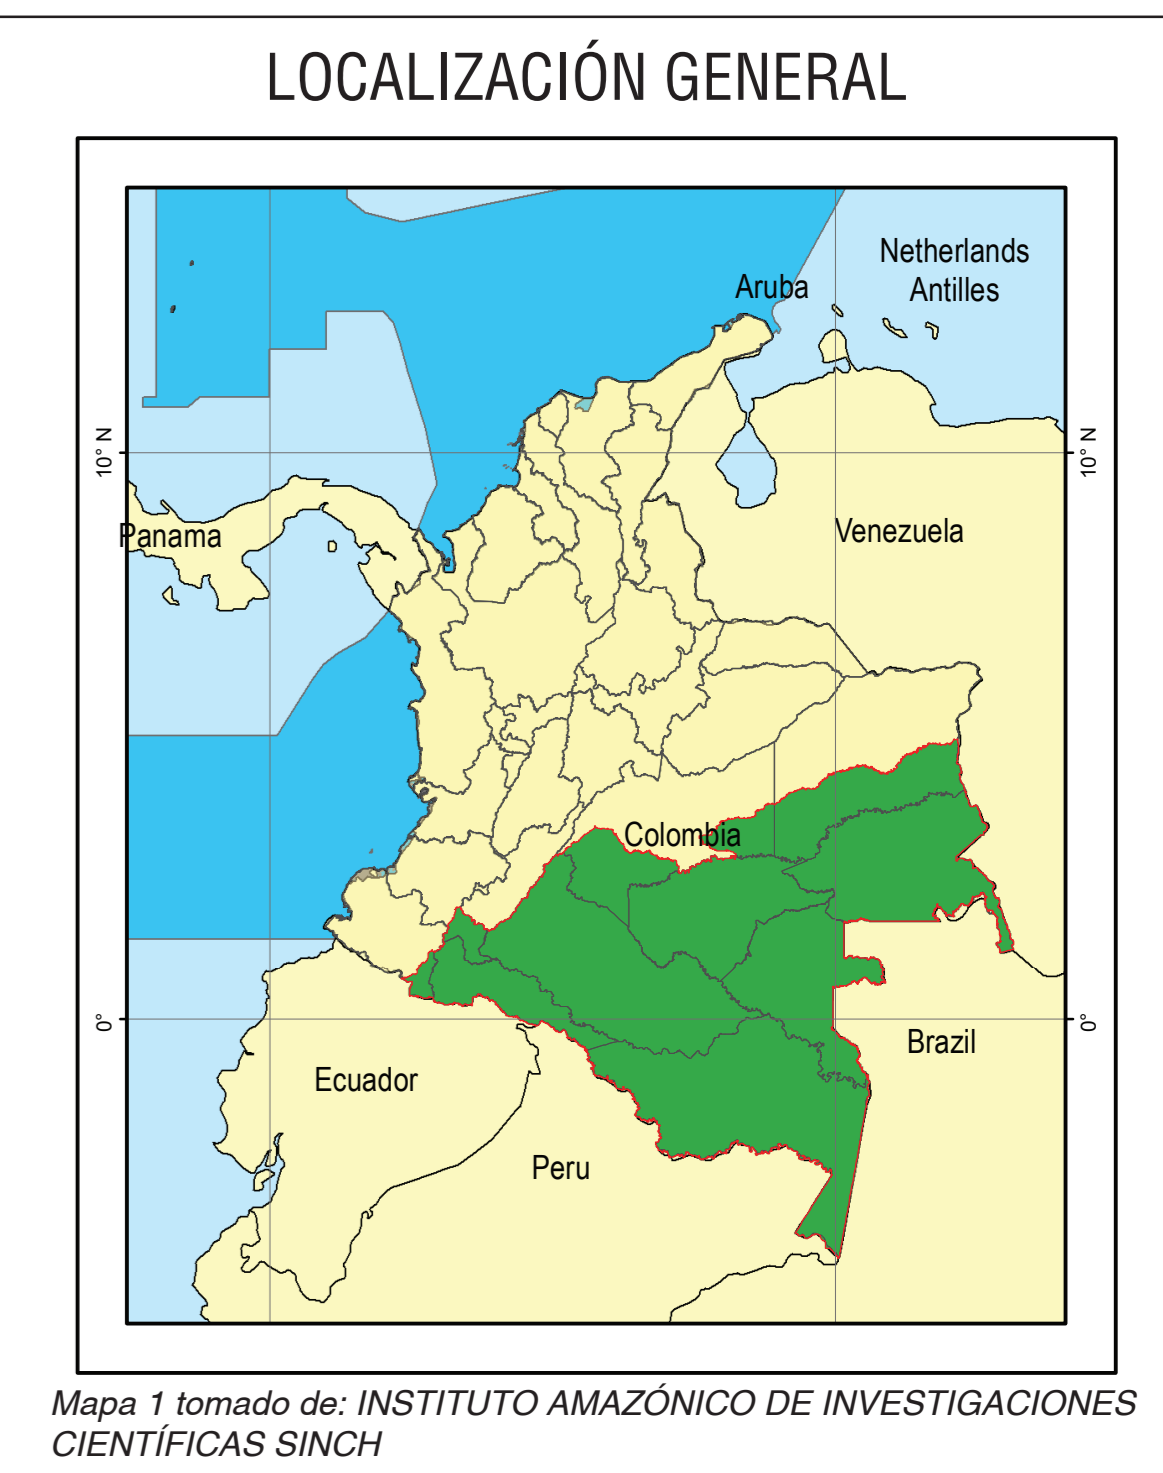 LOCALIZACIÓN GENERAL
Netherlands
Antilles
Aruba
10° N
10° N
Panama
Venezuela
Colombia
0°
0°
Brazil
Ecuador
Peru
Mapa 1 tomado de: INSTITUTO AMAZÓNICO DE INVESTIGACIONES
CIENTÍFICAS SINCH